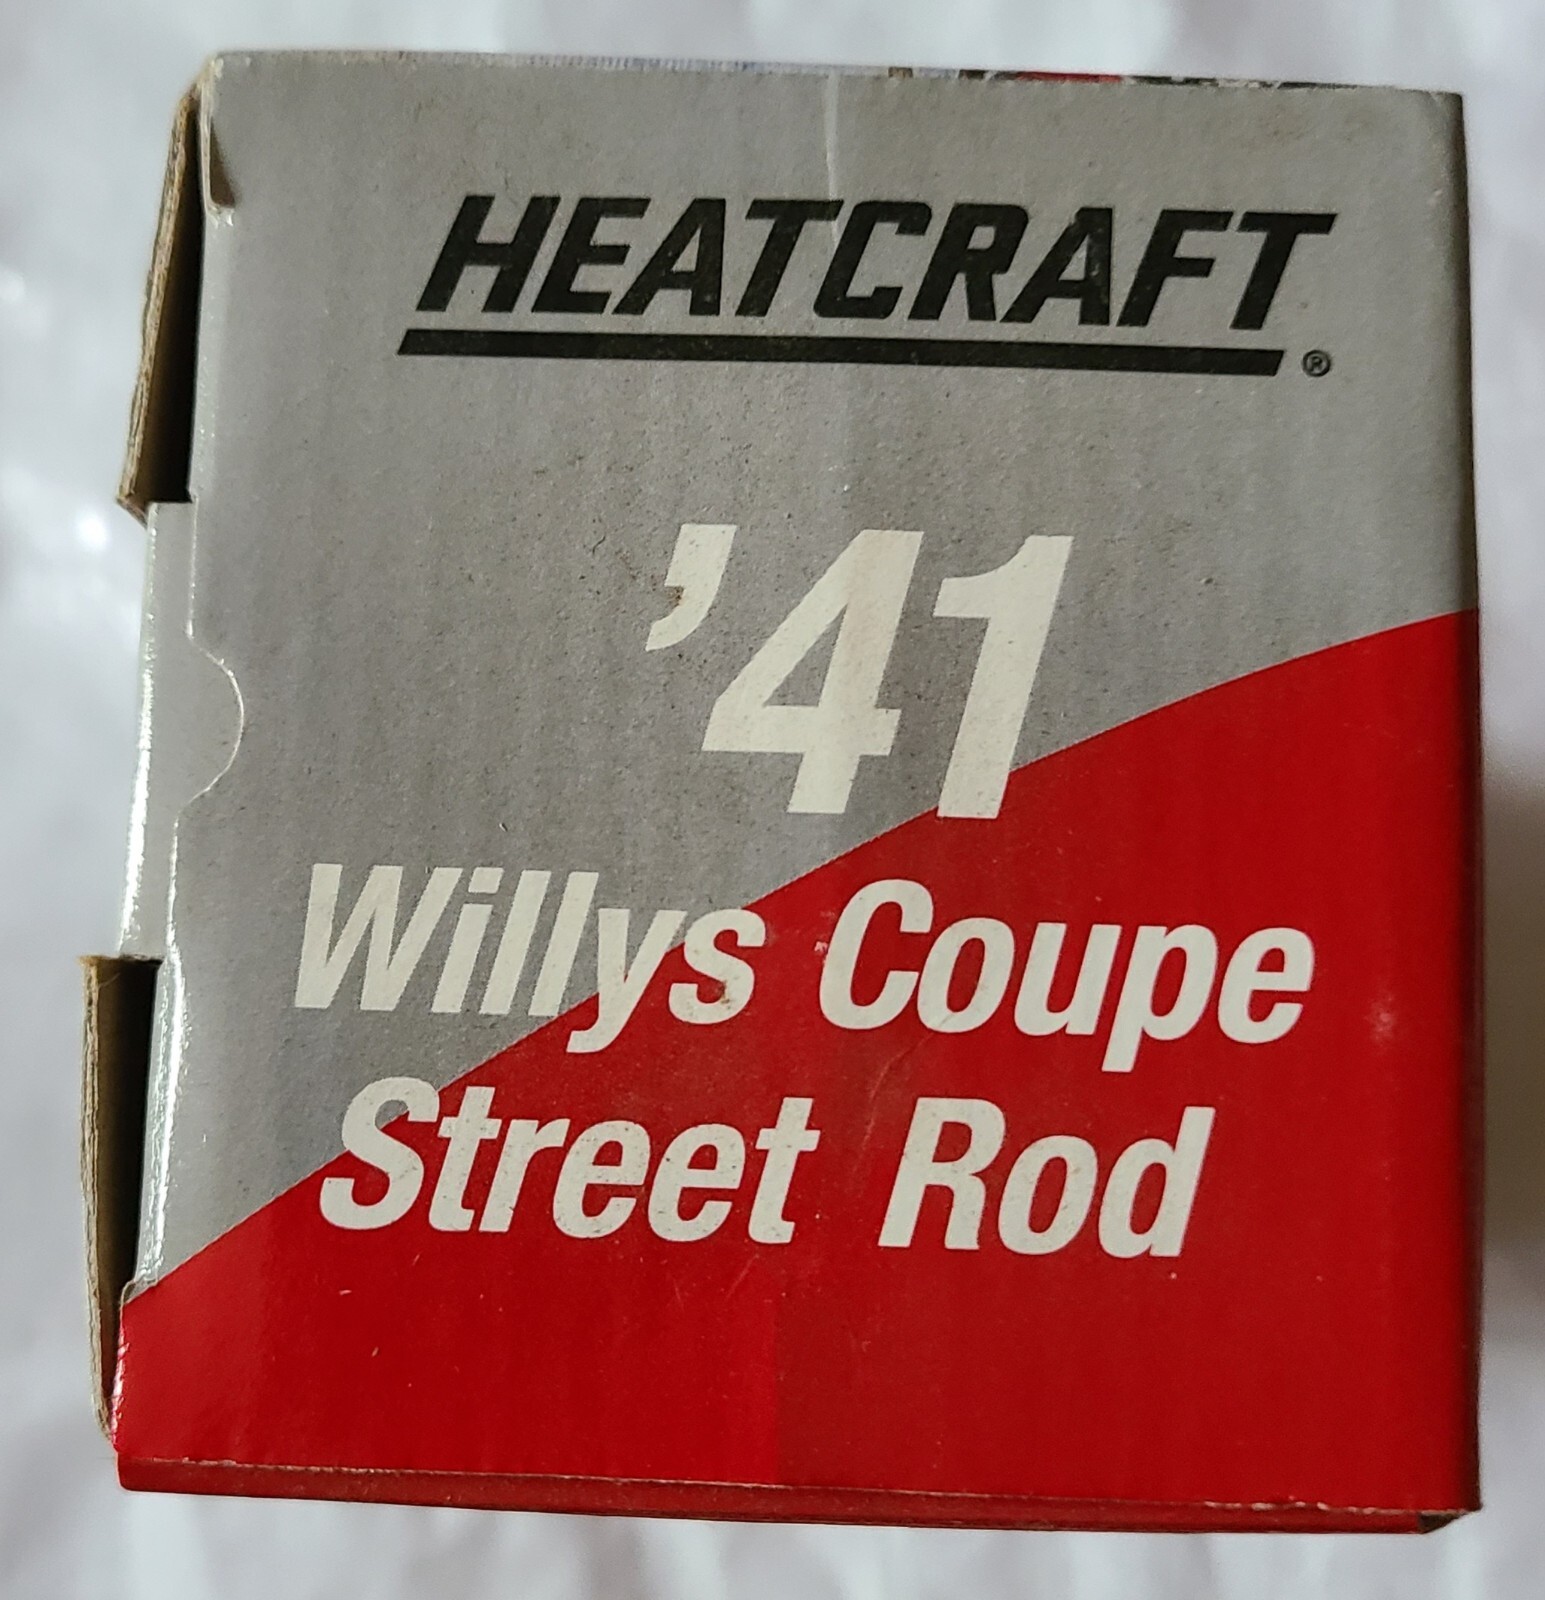 HEATCRAFT®
’41
Willys Coupe
Street Rod